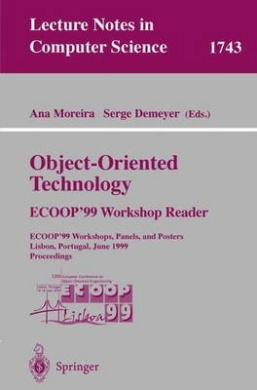 Lecture Notes in
Computer Science 1743
Ana Moreira Serge Demeyer (Eds.)
Object-Oriented
Technology
ECOOP'99 Workshop Reader
ECOOP'99 Workshops, Panels, and Posters
Lisbon, Portugal, June 1999
Proceedings
ECOOP
Lisboa 99
Springer